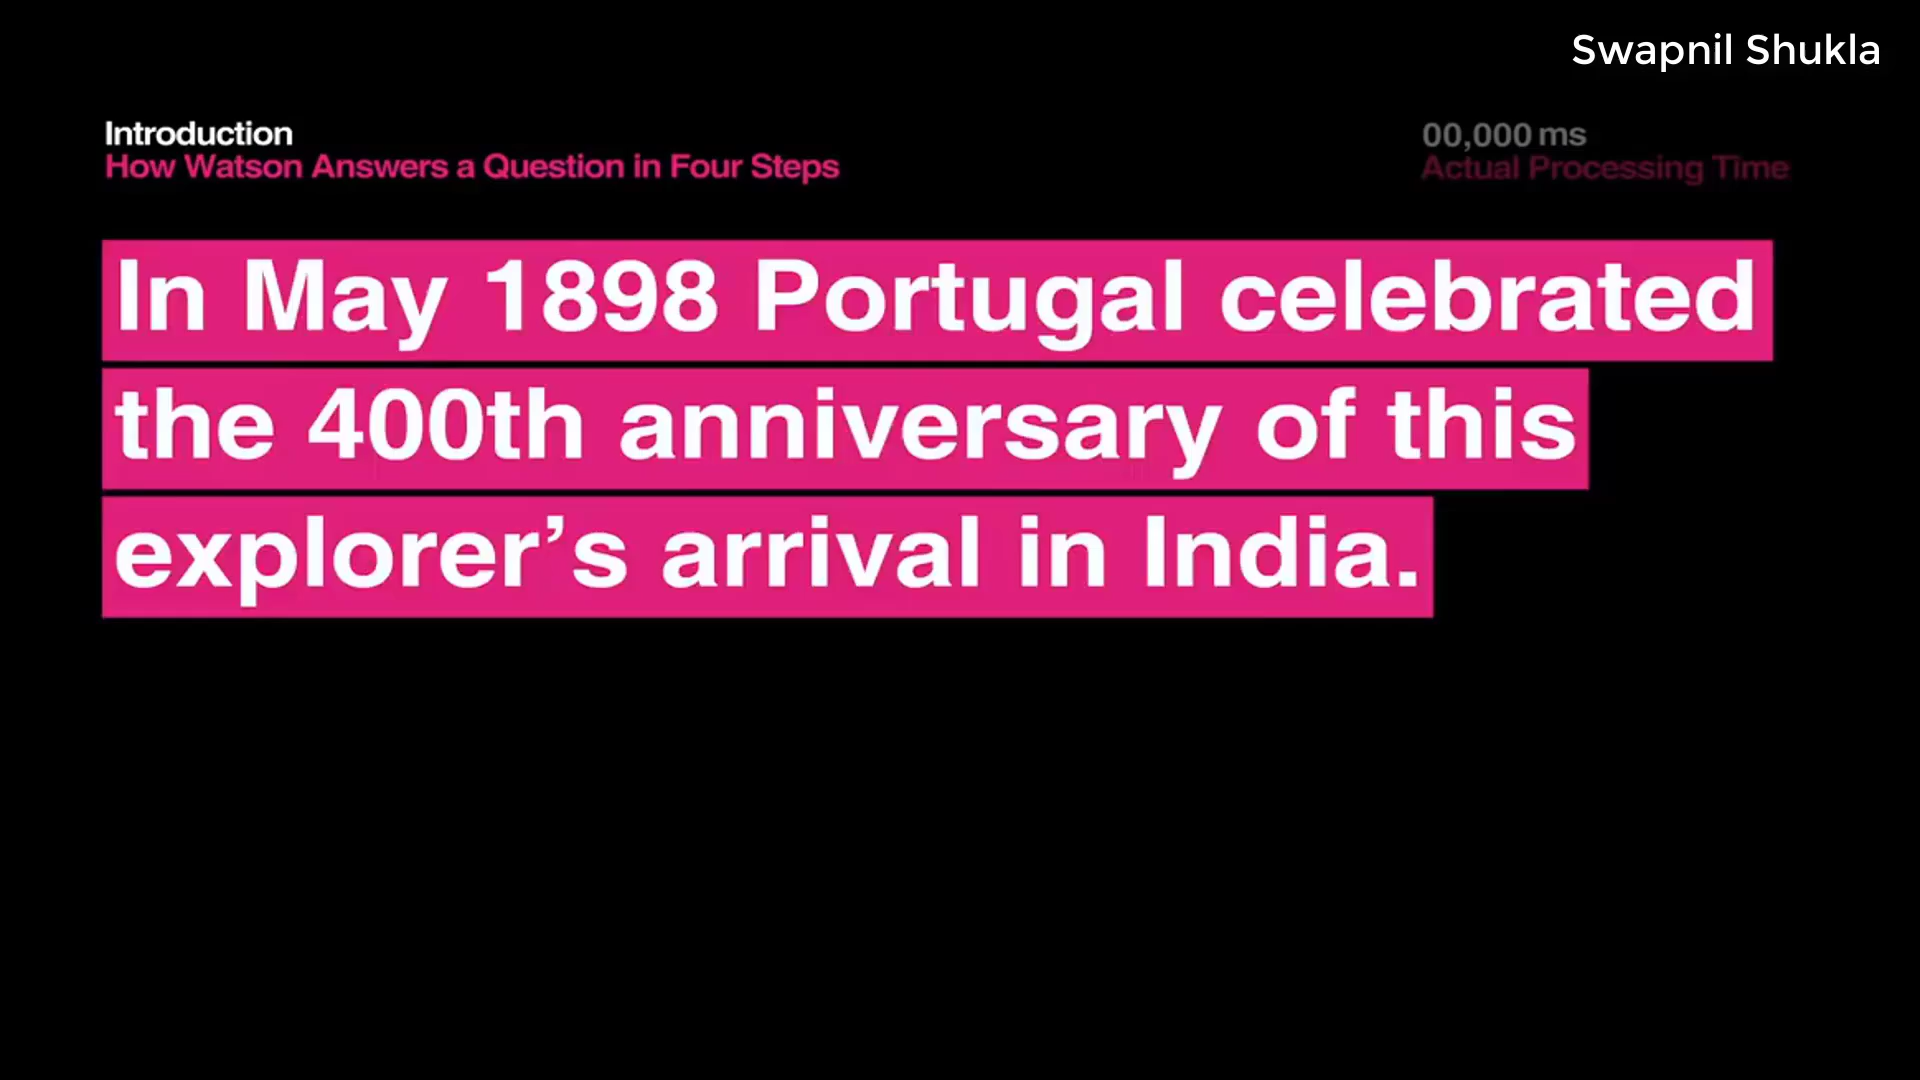 Swapnil Shukla
Introduction
How Watson Answers a Question in Four Steps
00,000 ms
Actual Processing Time
In May 1898 Portugal celebrated
the 400th anniversary of this
explorer’s arrival in India.